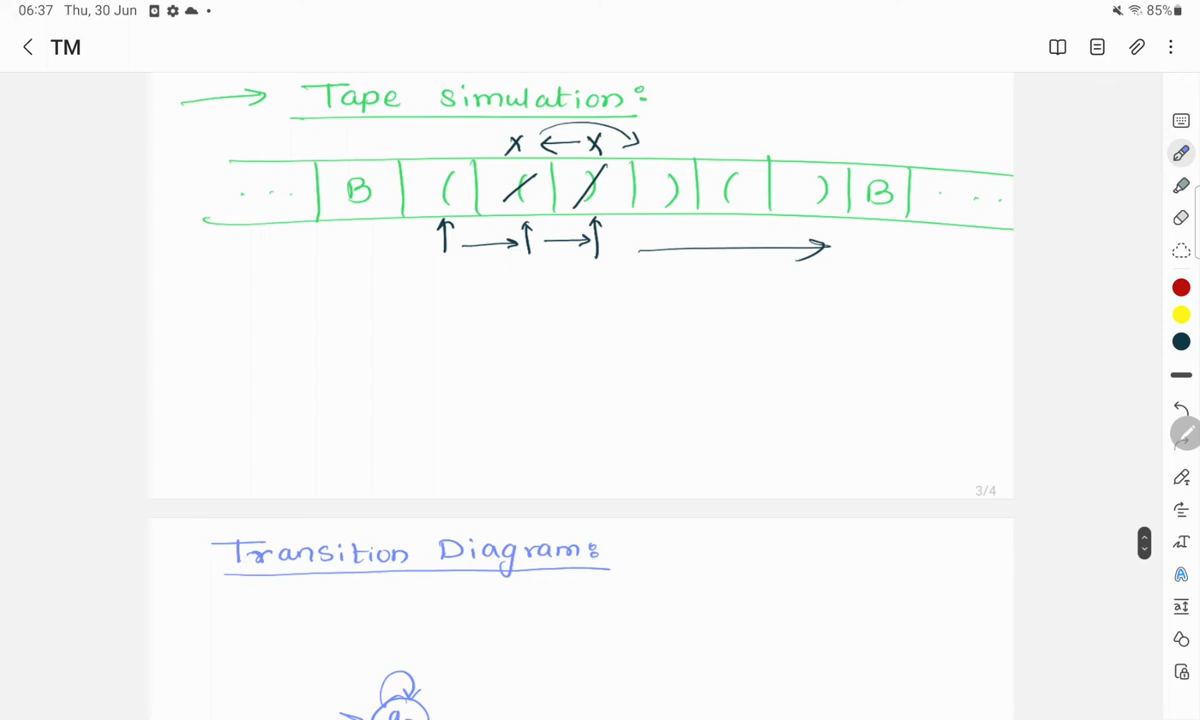 06:37 Thu, 30 Jun 85%
TM
→ Tape simulation:
x ← x
... B ( ( ) ) ( ) B ...
3/4
Transition Diagram: